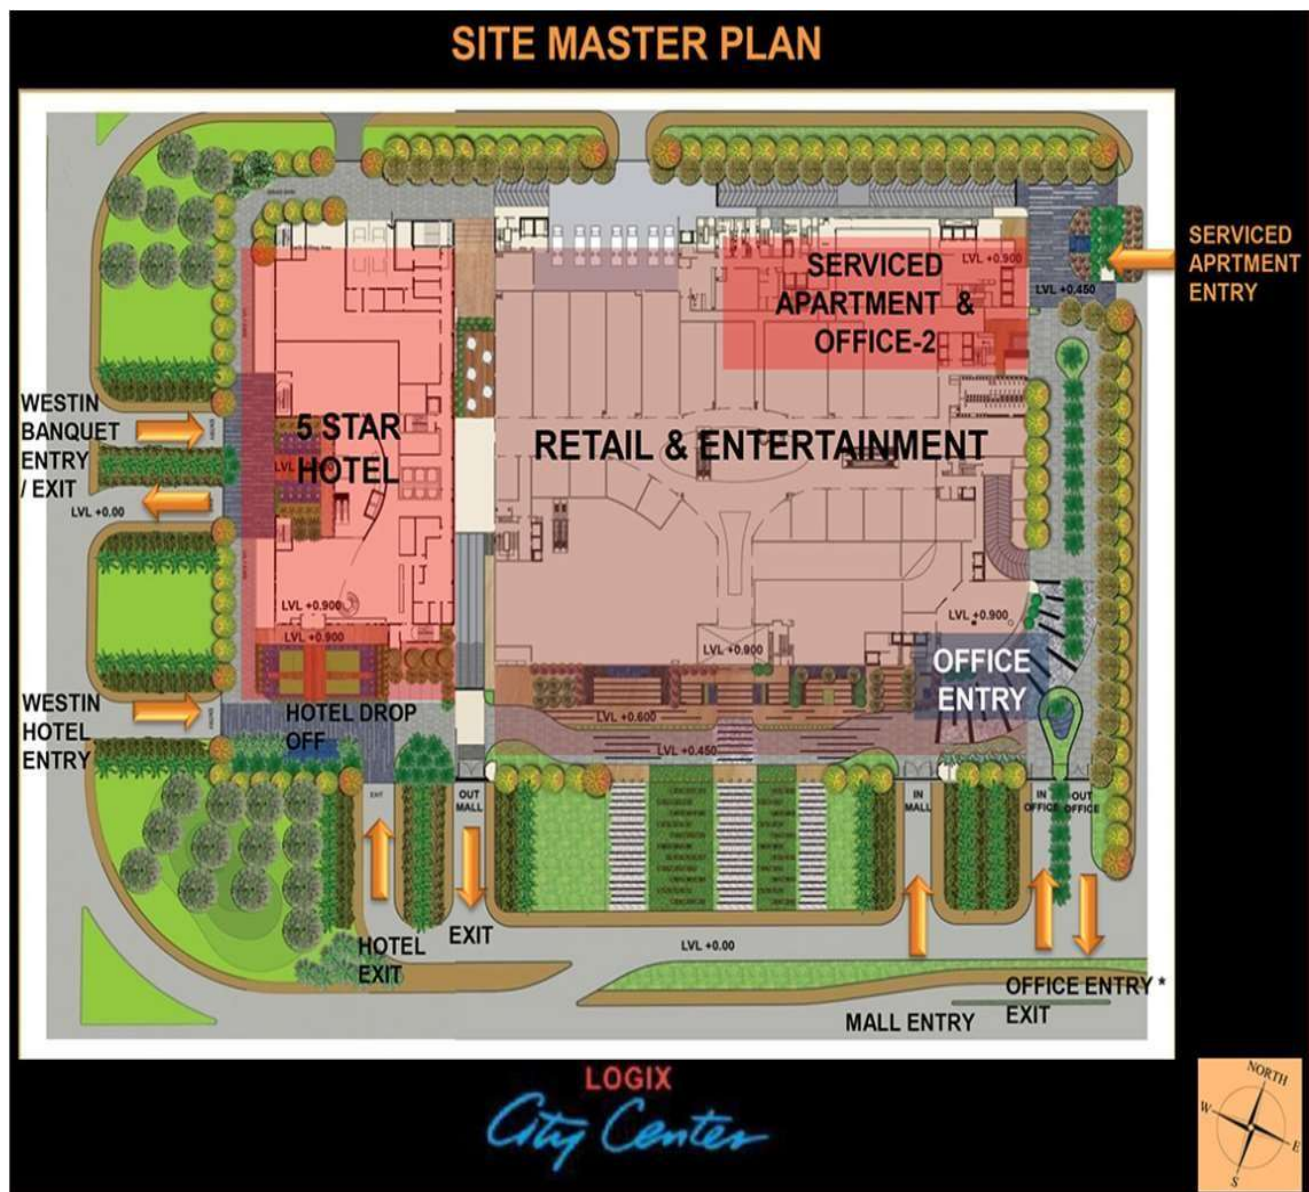 SITE MASTER PLAN
SERVICED
APRTMENT
ENTRY
LVL +0.900
SERVICED
APARTMENT &
OFFICE-2
LVL +0.450
WESTIN
BANQUET
ENTRY
/ EXIT
5 STAR
HOTEL
RETAIL & ENTERTAINMENT
LVL +0.00
LVL +0.900
LVL +0.900
LVL +0.900
LVL +0.900
OFFICE
ENTRY
WESTIN
HOTEL
ENTRY
HOTEL DROP
OFF
LVL +0.600
LVL +0.450
EXIT
OUT
MALL
IN
MALL
IN
OFFICE
OUT
OFFICE
HOTEL
EXIT
EXIT
LVL +0.00
MALL ENTRY
OFFICE ENTRY *
EXIT
LOGIX
City Center
NORTH
W
E
S